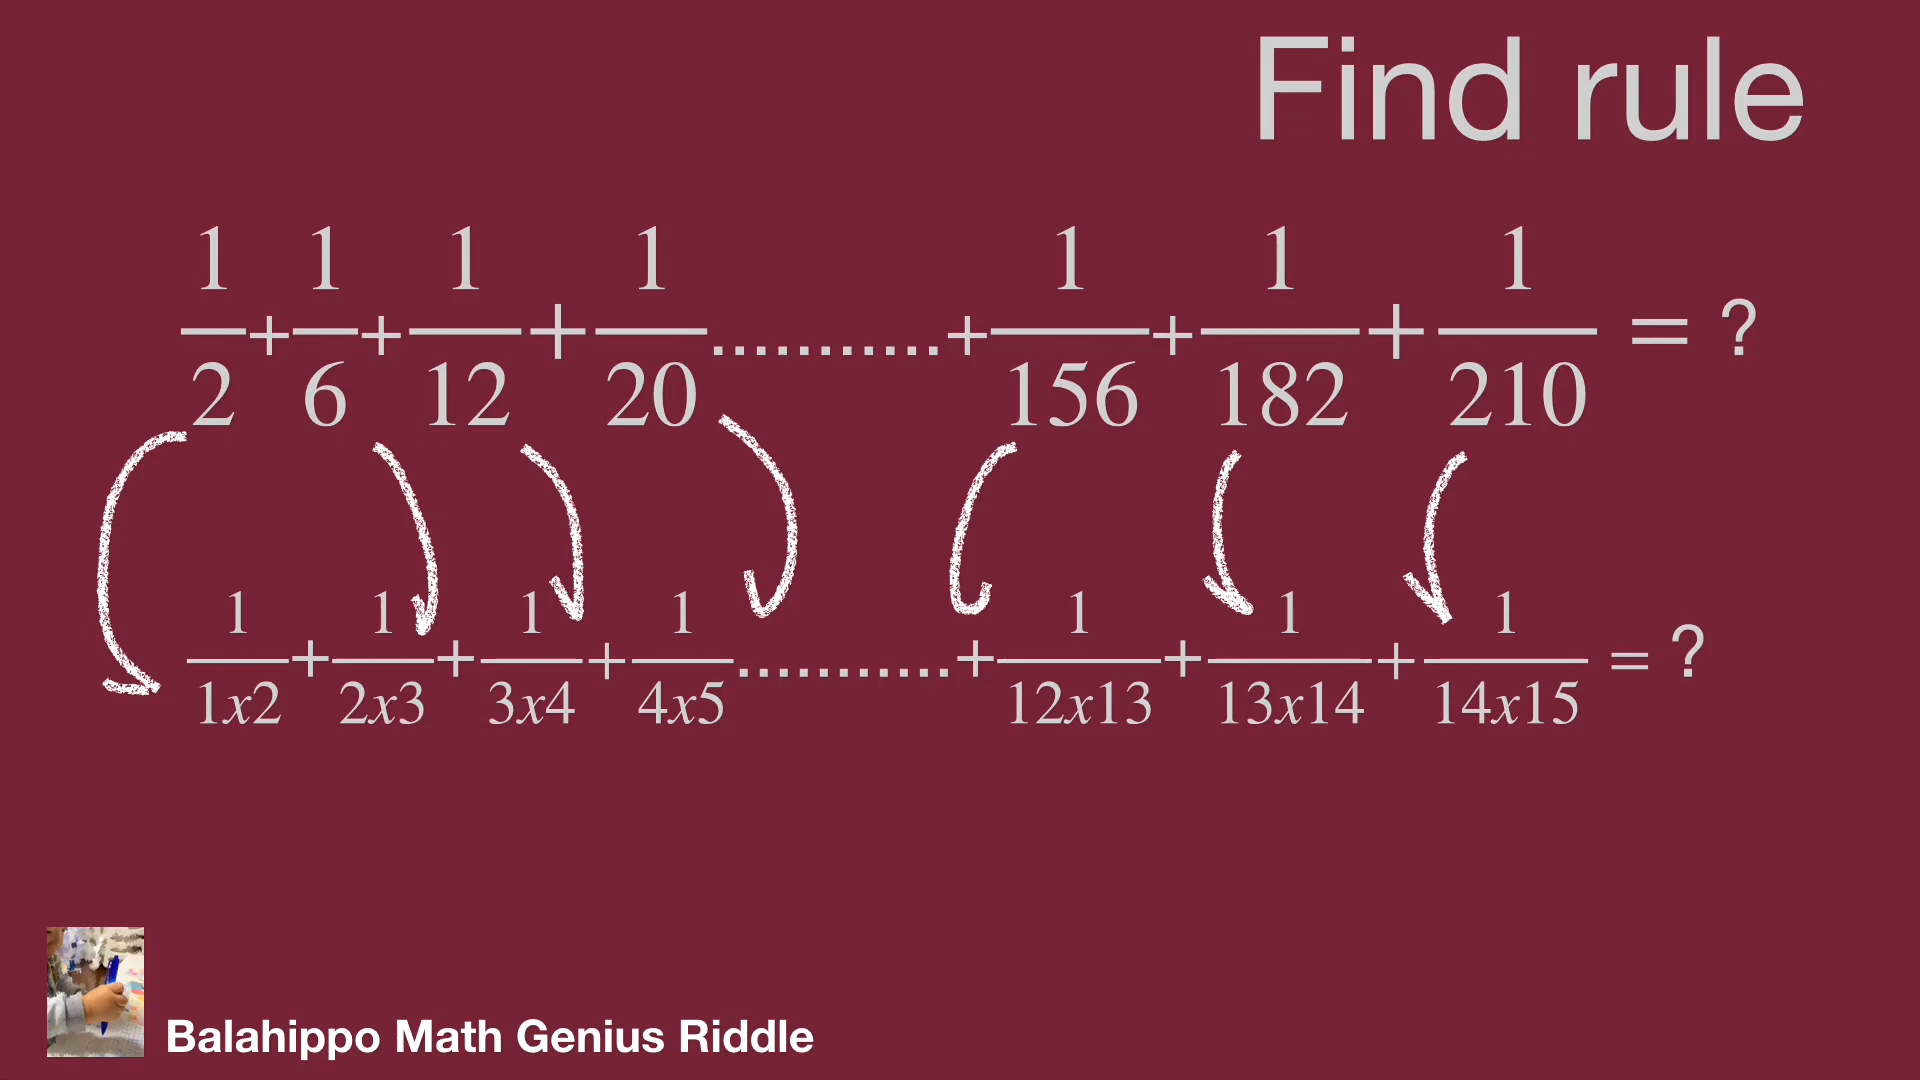 Find rule
1/2+1/6+1/12+1/20...........+1/156+1/182+1/210 = ?
1/1x2+1/2x3+1/3x4+1/4x5...........+1/12x13+1/13x14+1/14x15 = ?
Balahippo Math Genius Riddle